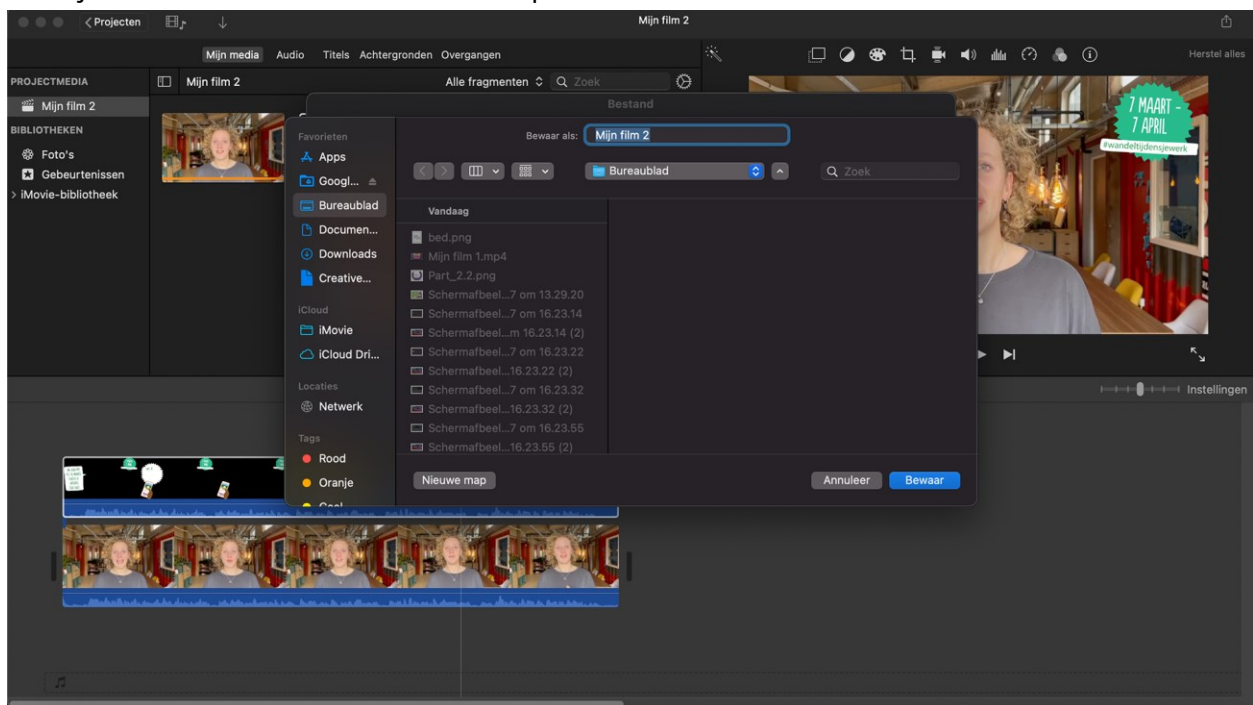 Projecten
Mijn film 2
Mijn media Audio Titels Achtergronden Overgangen
Herstel alles
PROJECTMEDIA
Mijn film 2
Alle fragmenten
Zoek
Mijn film 2
BIBLIOTHEKEN
Foto's
Gebeurtenissen
iMovie-bibliotheek
Bestand
Bewaar als: Mijn film 2
Bureaublad
Zoek
Favorieten
Apps
Googl...
Bureaublad
Documen...
Downloads
Creative...
iCloud
iMovie
iCloud Dri...
Locaties
Netwerk
Tags
Rood
Oranje
Geel
Vandaag
bed.png
Mijn film 1.mp4
Part_2.2.png
Schermafbeel...7 om 13.29.20
Schermafbeel...7 om 16.23.14
Schermafbeel...m 16.23.14 (2)
Schermafbeel...7 om 16.23.22
Schermafbeel...16.23.22 (2)
Schermafbeel...7 om 16.23.32
Schermafbeel...16.23.32 (2)
Schermafbeel...7 om 16.23.55
Schermafbeel...16.23.55 (2)
Nieuwe map
Annuleer
Bewaar
7 MAART -
7 APRIL
#wandeltijdensjewerk
Instellingen